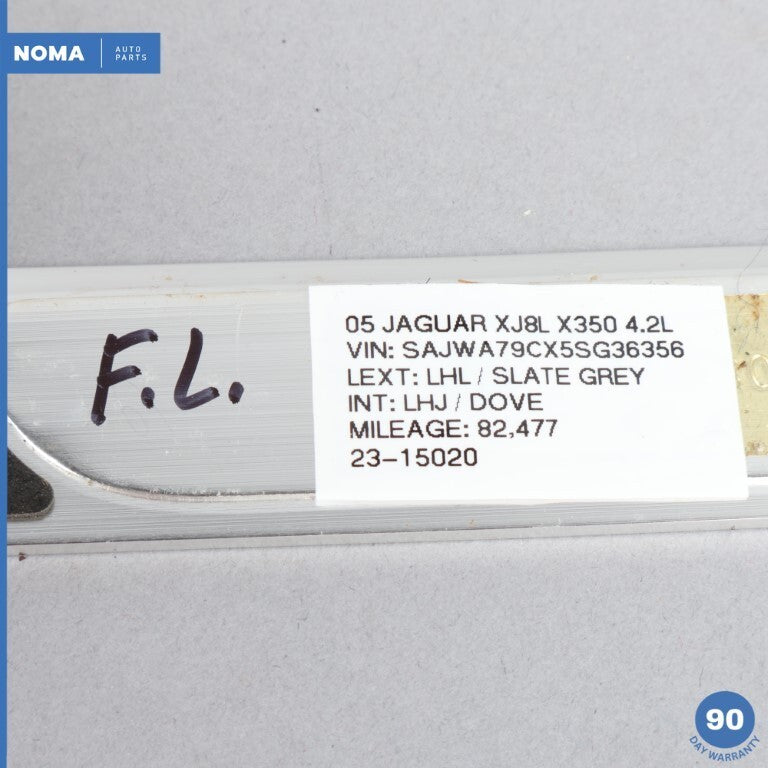 NOMA
AUTO
PARTS
F.L.
05 JAGUAR XJ8L X350 4.2L
VIN: SAJWA79CX5SG36356
LEXT: LHL / SLATE GREY
INT: LHJ / DOVE
MILEAGE: 82,477
23-15020
90
DAY WARRANTY